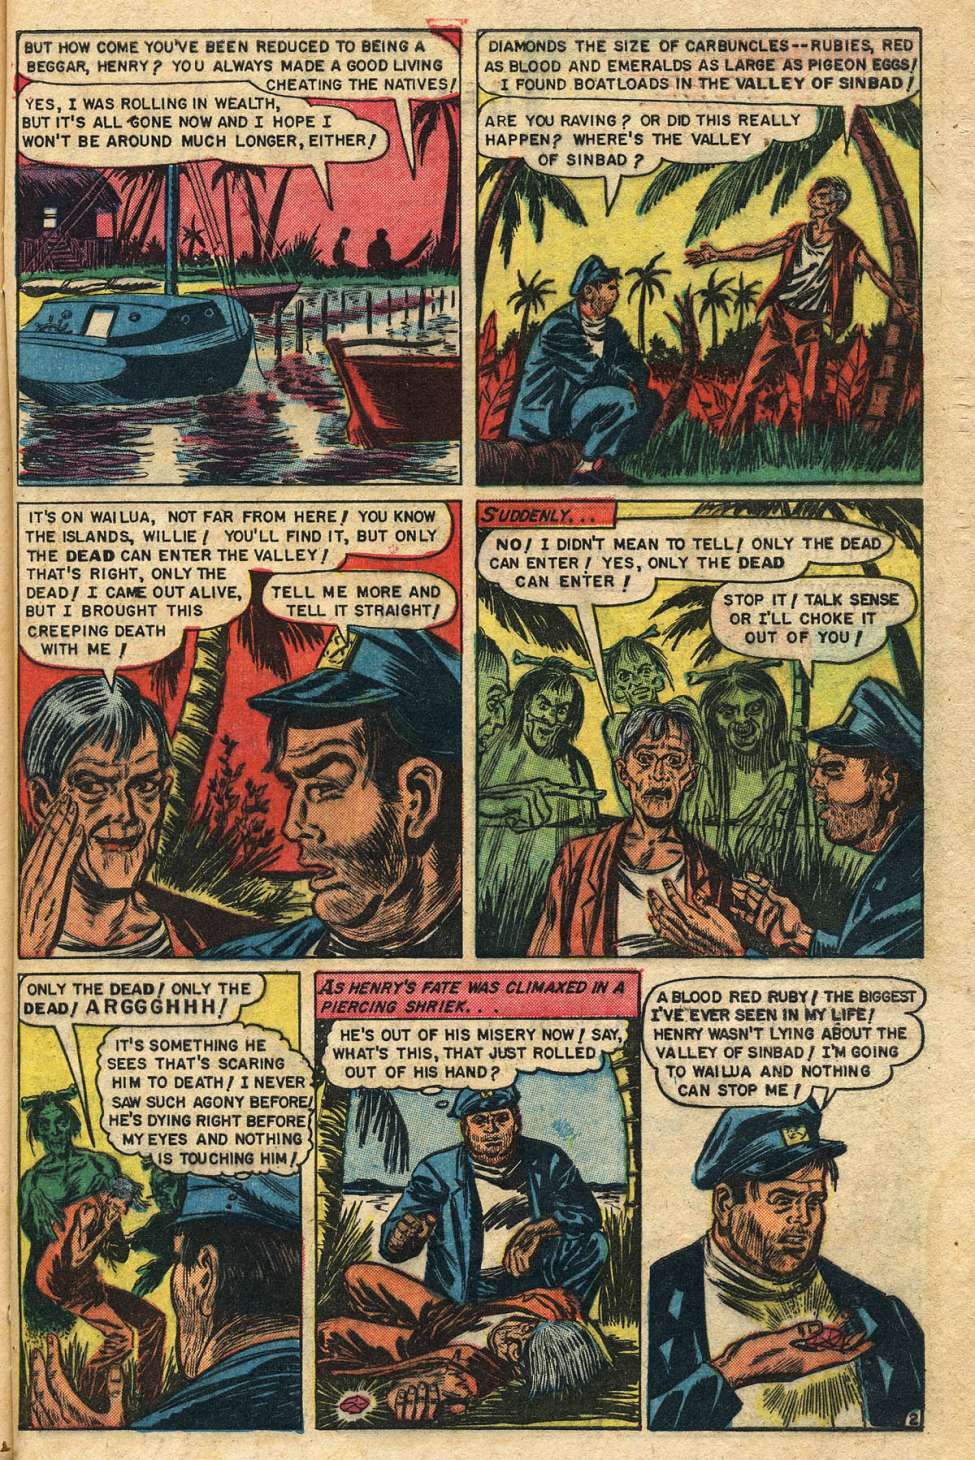 BUT HOW COME YOU'VE BEEN REDUCED TO BEING A
BEGGAR, HENRY? YOU ALWAYS MADE A GOOD LIVING
CHEATING THE NATIVES!
YES, I WAS ROLLING IN WEALTH,
BUT IT'S ALL GONE NOW AND I HOPE I
WON'T BE AROUND MUCH LONGER, EITHER!
DIAMONDS THE SIZE OF CARBUNCLES--RUBIES, RED
AS BLOOD AND EMERALDS AS LARGE AS PIGEON EGGS!
I FOUND BOATLOADS IN THE VALLEY OF SINBAD!
ARE YOU RAVING? OR DID THIS REALLY
HAPPEN? WHERE'S THE VALLEY
OF SINBAD?
IT'S ON WAILUA, NOT FAR FROM HERE! YOU KNOW
THE ISLANDS, WILLIE! YOU'LL FIND IT, BUT ONLY
THE DEAD CAN ENTER THE VALLEY!
THAT'S RIGHT, ONLY THE
DEAD! I CAME OUT ALIVE,
BUT I BROUGHT THIS
CREEPING DEATH
WITH ME!
TELL ME MORE AND
TELL IT STRAIGHT!
SUDDENLY...
NO! I DIDN'T MEAN TO TELL! ONLY THE DEAD
CAN ENTER! YES, ONLY THE DEAD
CAN ENTER!
STOP IT! TALK SENSE
OR I'LL CHOKE IT
OUT OF YOU!
ONLY THE DEAD! ONLY THE
DEAD! ARGGGHHH!
IT'S SOMETHING HE
SEES THAT'S SCARING
HIM TO DEATH! I NEVER
SAW SUCH AGONY BEFORE!
HE'S DYING RIGHT BEFORE
MY EYES AND NOTHING
IS TOUCHING HIM!
AS HENRY'S FATE WAS CLIMAXED IN A
PIERCING SHRIEK...
HE'S OUT OF HIS MISERY NOW! SAY,
WHAT'S THIS, THAT JUST ROLLED
OUT OF HIS HAND?
A BLOOD RED RUBY! THE BIGGEST
I'VE EVER SEEN IN MY LIFE!
HENRY WASN'T LYING ABOUT THE
VALLEY OF SINBAD! I'M GOING
TO WAILUA AND NOTHING
CAN STOP ME!
2